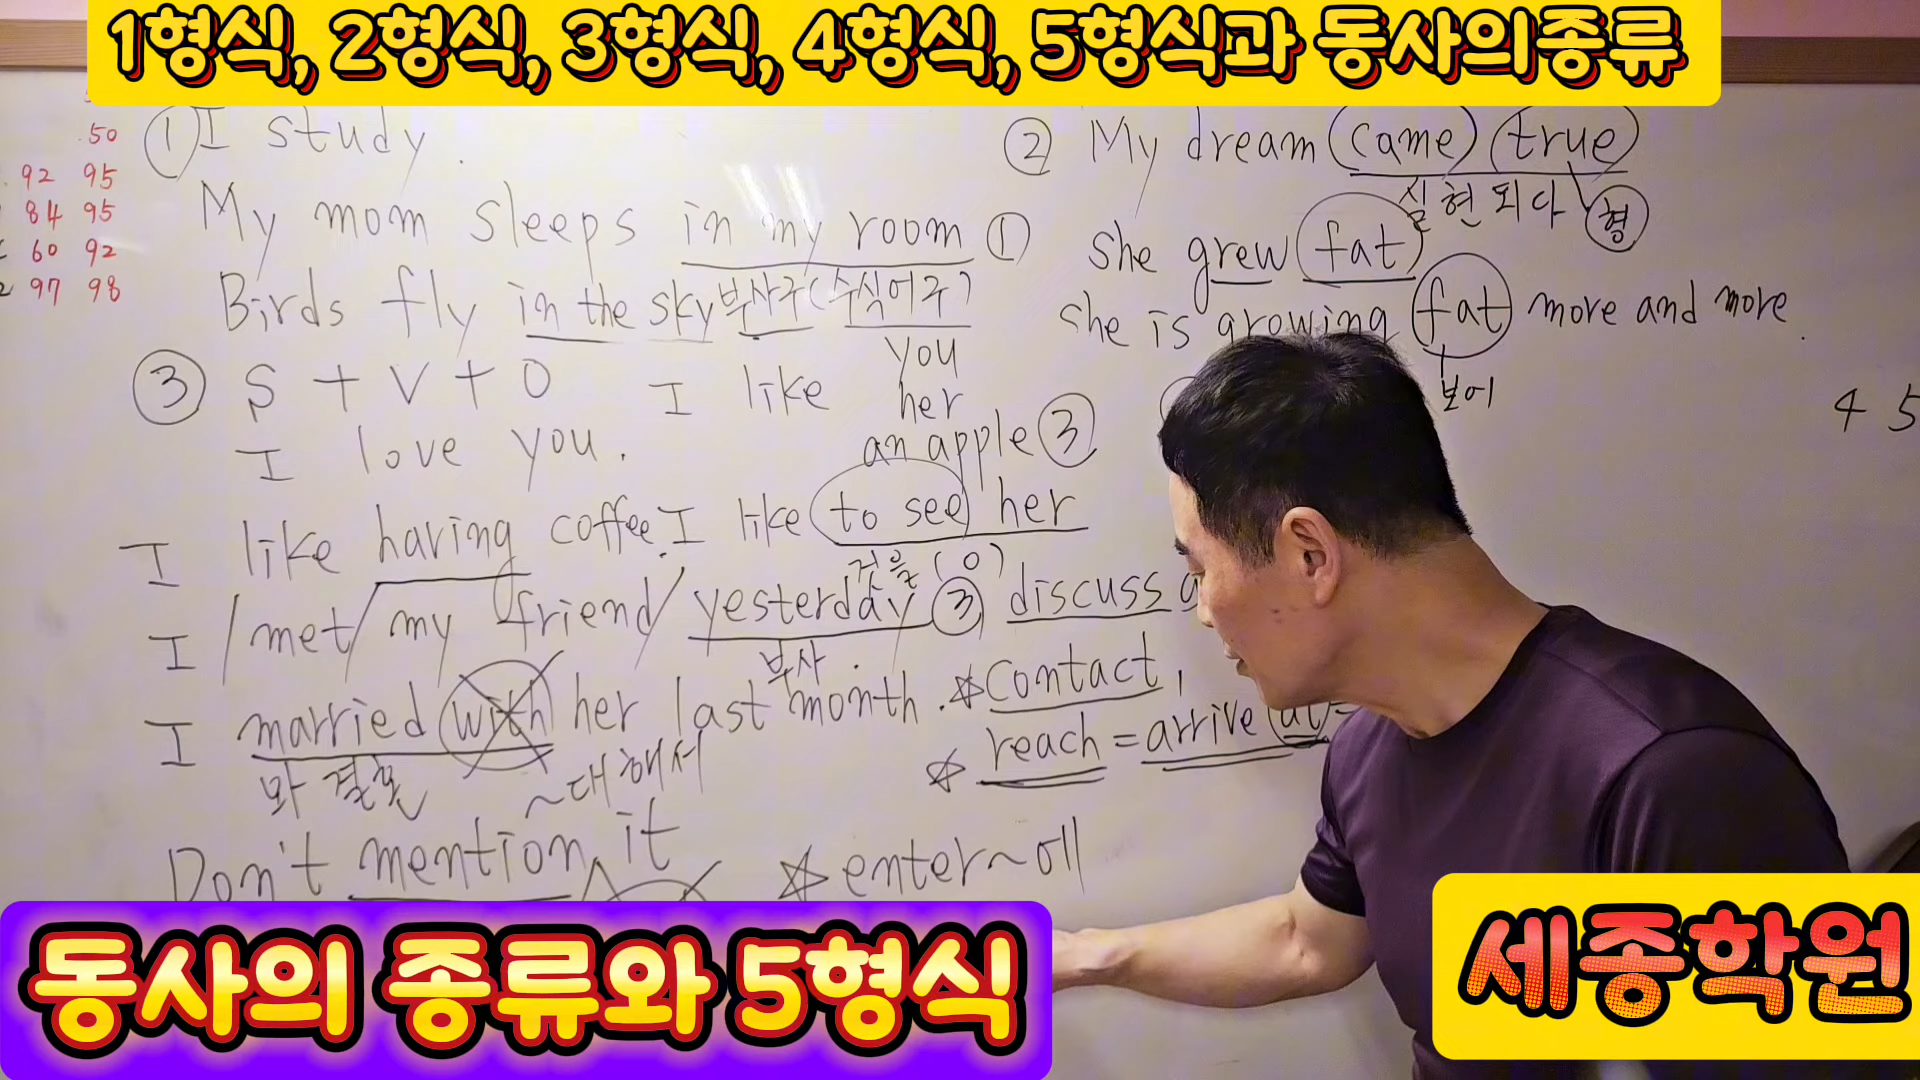 1형식, 2형식, 3형식, 4형식, 5형식과 동사의종류
50
92 95
84 95
60 92
97 98
① I study.
My mom sleeps in my room ①
Birds fly in the sky 부사구(수식어구)
③ S + V + O
I love you.
I like you
her
an apple ③
I like having coffee. I like to see her
것을 (O)
I / met / my friend / yesterday ③
부사
I married with her last month.
와 결혼 ~대해서
Don't mention it
② My dream came true
실현되다 형
she grew fat
she is growing fat more and more.
보어
4 5
discuss
☆contact,
☆ reach = arrive at =
☆ enter ~에
동사의 종류와 5형식
세종학원